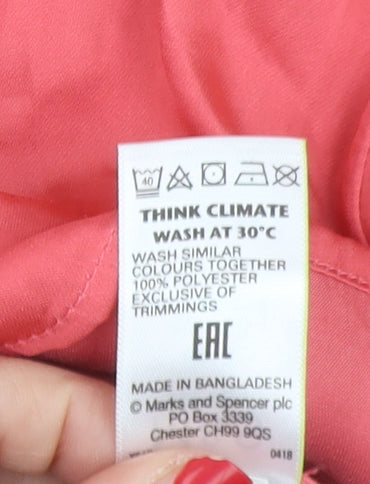 40
THINK CLIMATE
WASH AT 30°C
WASH SIMILAR
COLOURS TOGETHER
100% POLYESTER
EXCLUSIVE OF
TRIMMINGS
EAC
MADE IN BANGLADESH
© Marks and Spencer plc
PO Box 3339
Chester CH99 9QS
0418